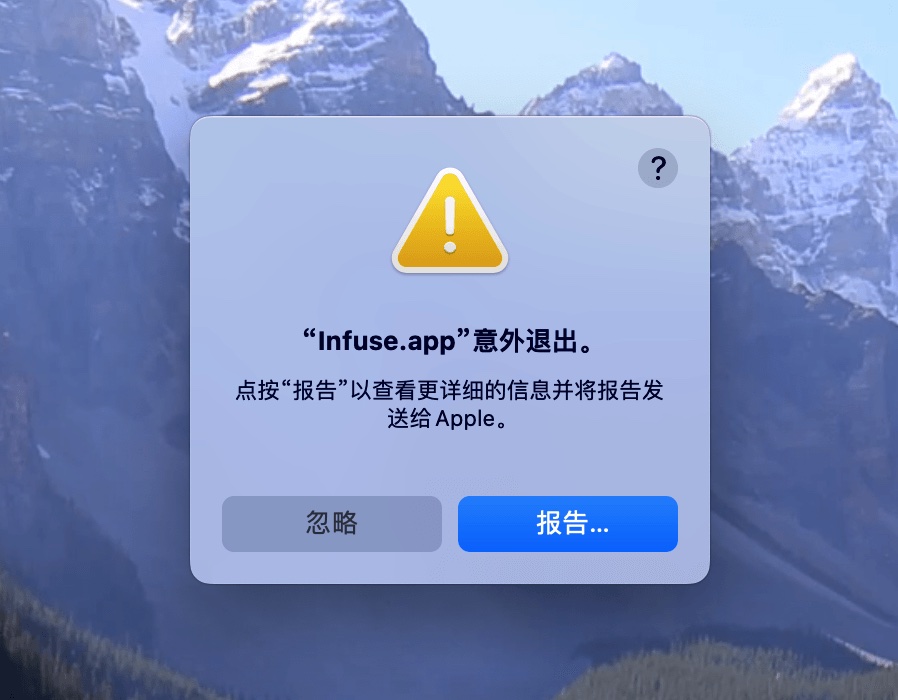 ?
“Infuse.app”意外退出。
点按“报告”以查看更详细的信息并将报告发
送给 Apple。
忽略
报告...